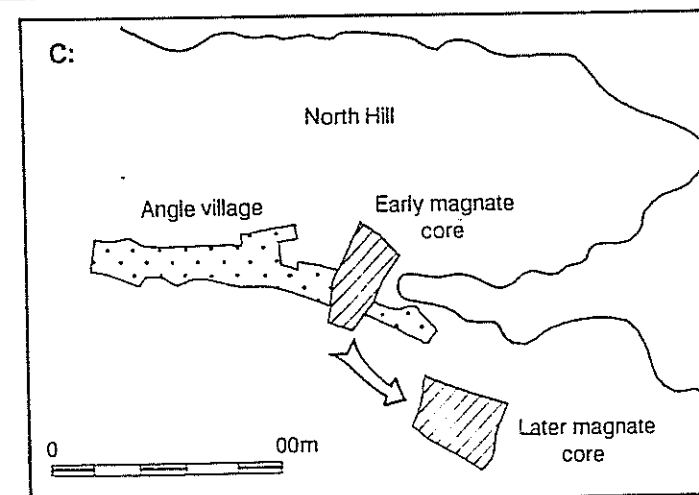 C:
North Hill
Angle village
Early magnate
core
Later magnate
core
0
00m